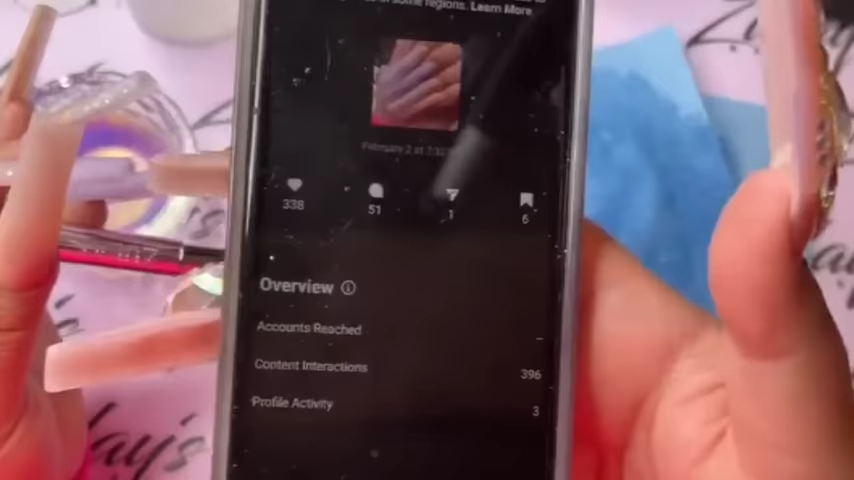 some regions. Learn More
February 2 at 7:32
338
51
1
6
Overview
Accounts Reached
–
Content Interactions
396
Profile Activity
3